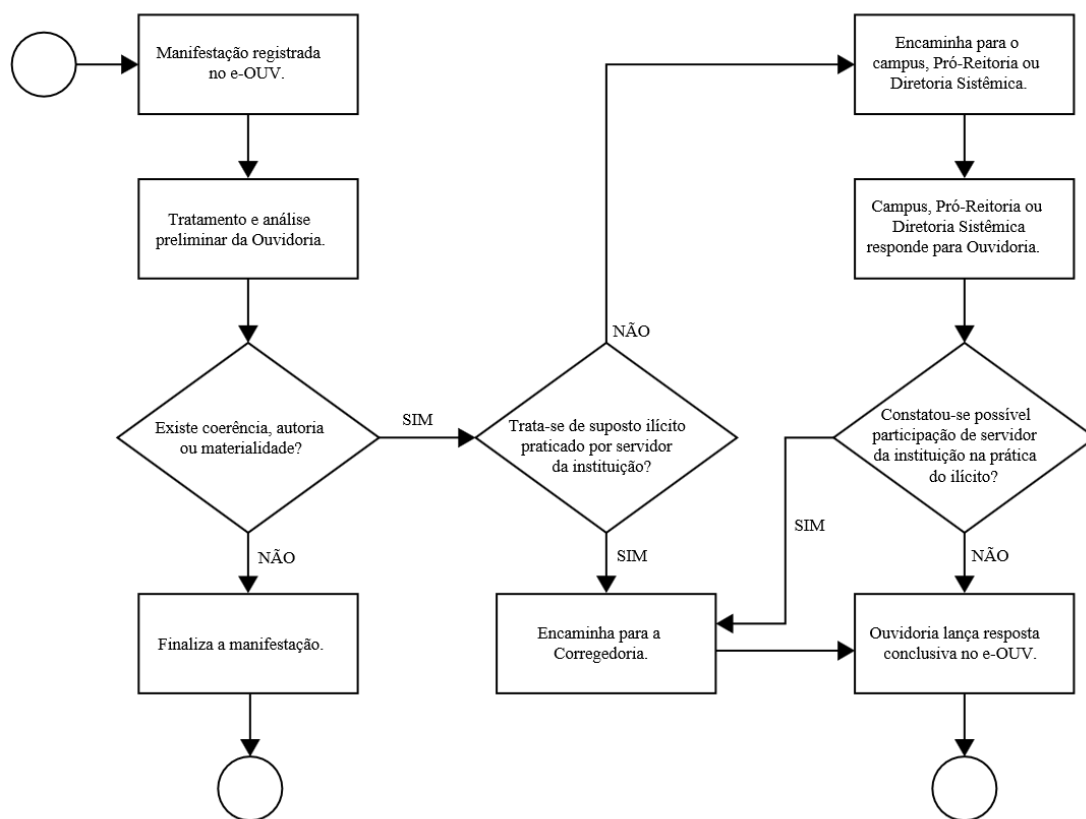 Manifestação registrada
no e-OUV.
Tratamento e análise
preliminar da Ouvidoria.
Existe coerência, autoria
ou materialidade?
SIM
NÃO
Finaliza a manifestação.
Trata-se de suposto ilícito
praticado por servidor
da instituição?
NÃO
SIM
Encaminha para a
Corregedoria.
Encaminha para o
campus, Pró-Reitoria ou
Diretoria Sistêmica.
Campus, Pró-Reitoria ou
Diretoria Sistêmica
responde para Ouvidoria.
Constatou-se possível
participação de servidor
da instituição na prática
do ilícito?
SIM
NÃO
Ouvidoria lança resposta
conclusiva no e-OUV.